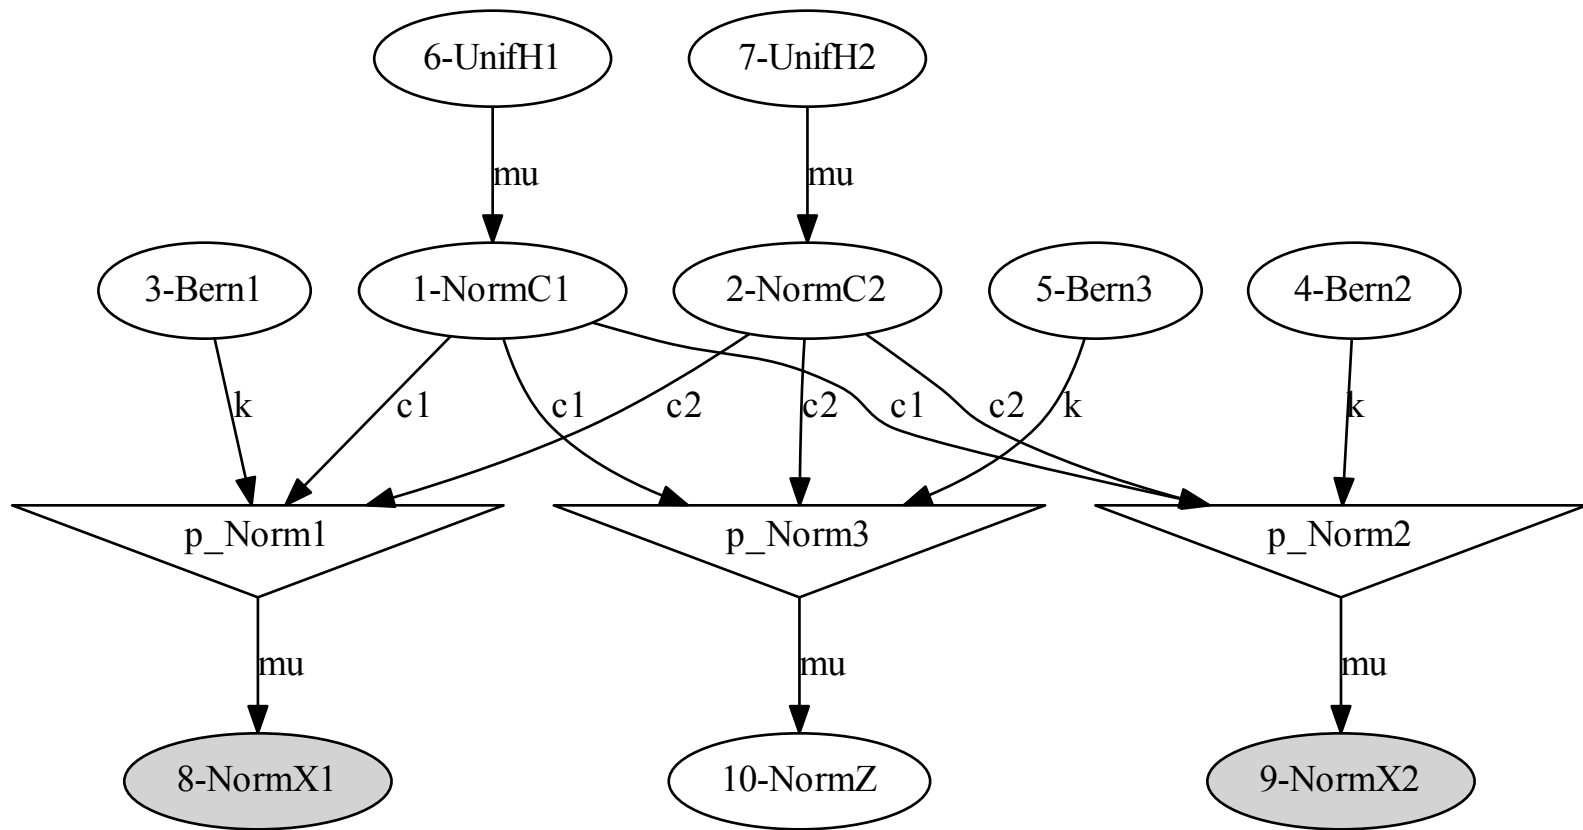 6-UnifH1
7-UnifH2
mu
mu
3-Bern1
1-NormC1
2-NormC2
5-Bern3
4-Bern2
k
c1
c1
c2
c2
c1
c2
k
k
p_Norm1
p_Norm3
p_Norm2
mu
mu
mu
8-NormX1
10-NormZ
9-NormX2